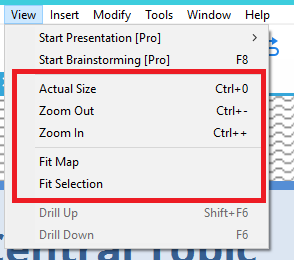 View Insert Modify Tools Window Help
Start Presentation [Pro]
Start Brainstorming [Pro] F8
Actual Size Ctrl+0
Zoom Out Ctrl+-
Zoom In Ctrl++
Fit Map
Fit Selection
Drill Up Shift+F6
Drill Down F6
Central Topic